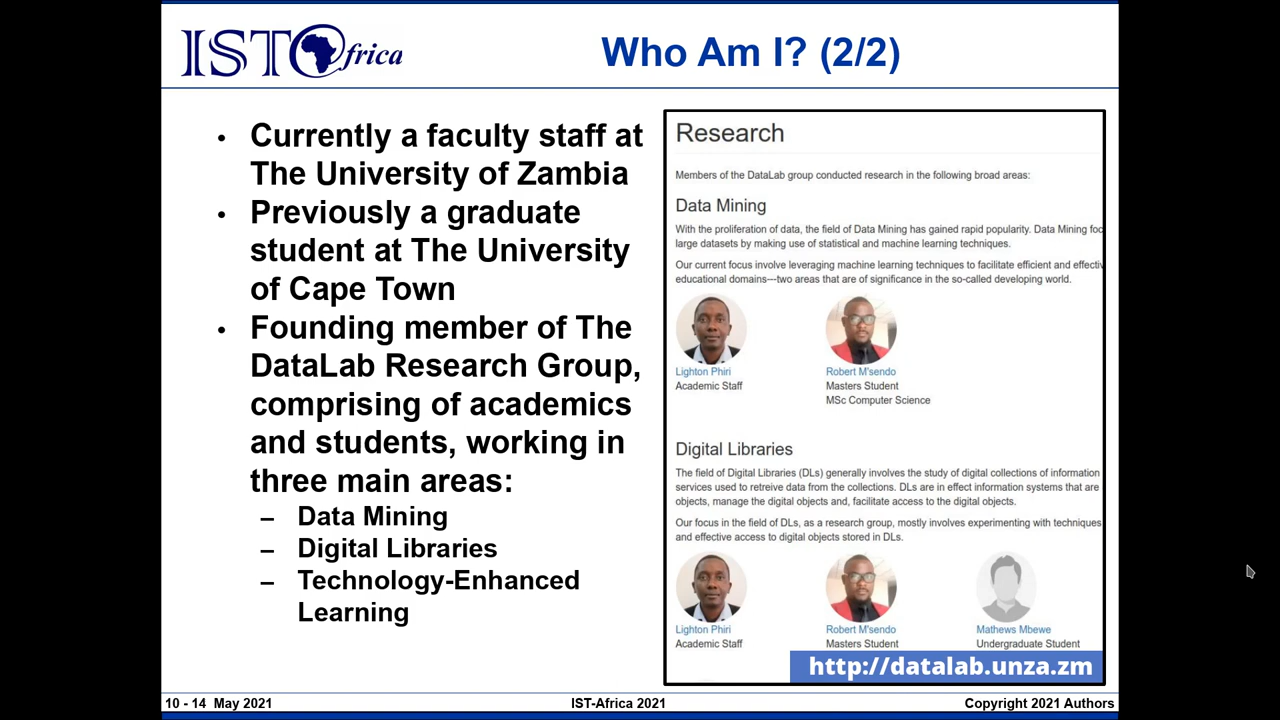 IST Africa
Who Am I? (2/2)
• Currently a faculty staff at
The University of Zambia
• Previously a graduate
student at The University
of Cape Town
• Founding member of The
DataLab Research Group,
comprising of academics
and students, working in
three main areas:
– Data Mining
– Digital Libraries
– Technology-Enhanced
Learning
Research
Members of the DataLab group conducted research in the following broad areas:
Data Mining
With the proliferation of data, the field of Data Mining has gained rapid popularity. Data Mining foc
large datasets by making use of statistical and machine learning techniques.
Our current focus involve leveraging machine learning techniques to facilitate efficient and effectiv
educational domains---two areas that are of significance in the so-called developing world.
Lighton Phiri
Academic Staff
Robert M'sendo
Masters Student
MSc Computer Science
Digital Libraries
The field of Digital Libraries (DLs) generally involves the study of digital collections of information
services used to retreive data from the collections. DLs are in effect information systems that are
objects, manage the digital objects and, facilitate access to the digital objects.
Our focus in the field of DLs, as a research group, mostly involves experimenting with techniques
and effective access to digital objects stored in DLs.
Lighton Phiri
Academic Staff
Robert M'sendo
Masters Student
Mathews Mbewe
Undergraduate Student
http://datalab.unza.zm
10 - 14 May 2021
IST-Africa 2021
Copyright 2021 Authors